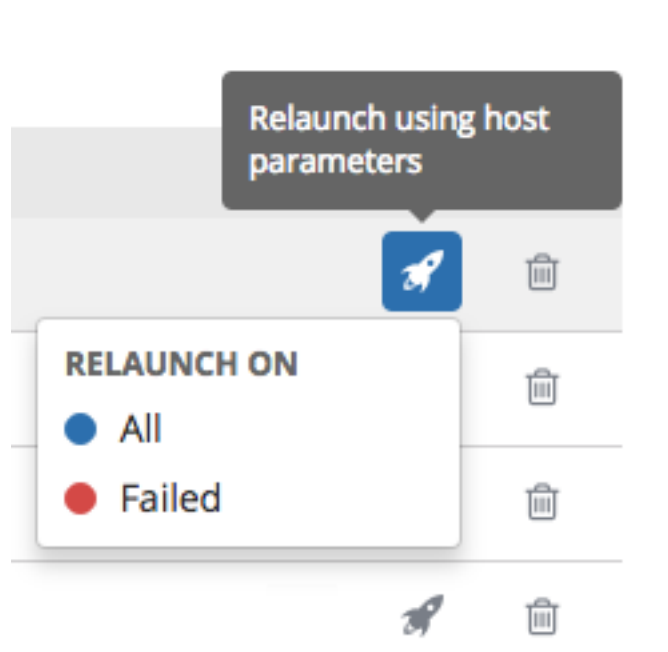 Relaunch using host
parameters
RELAUNCH ON
All
Failed